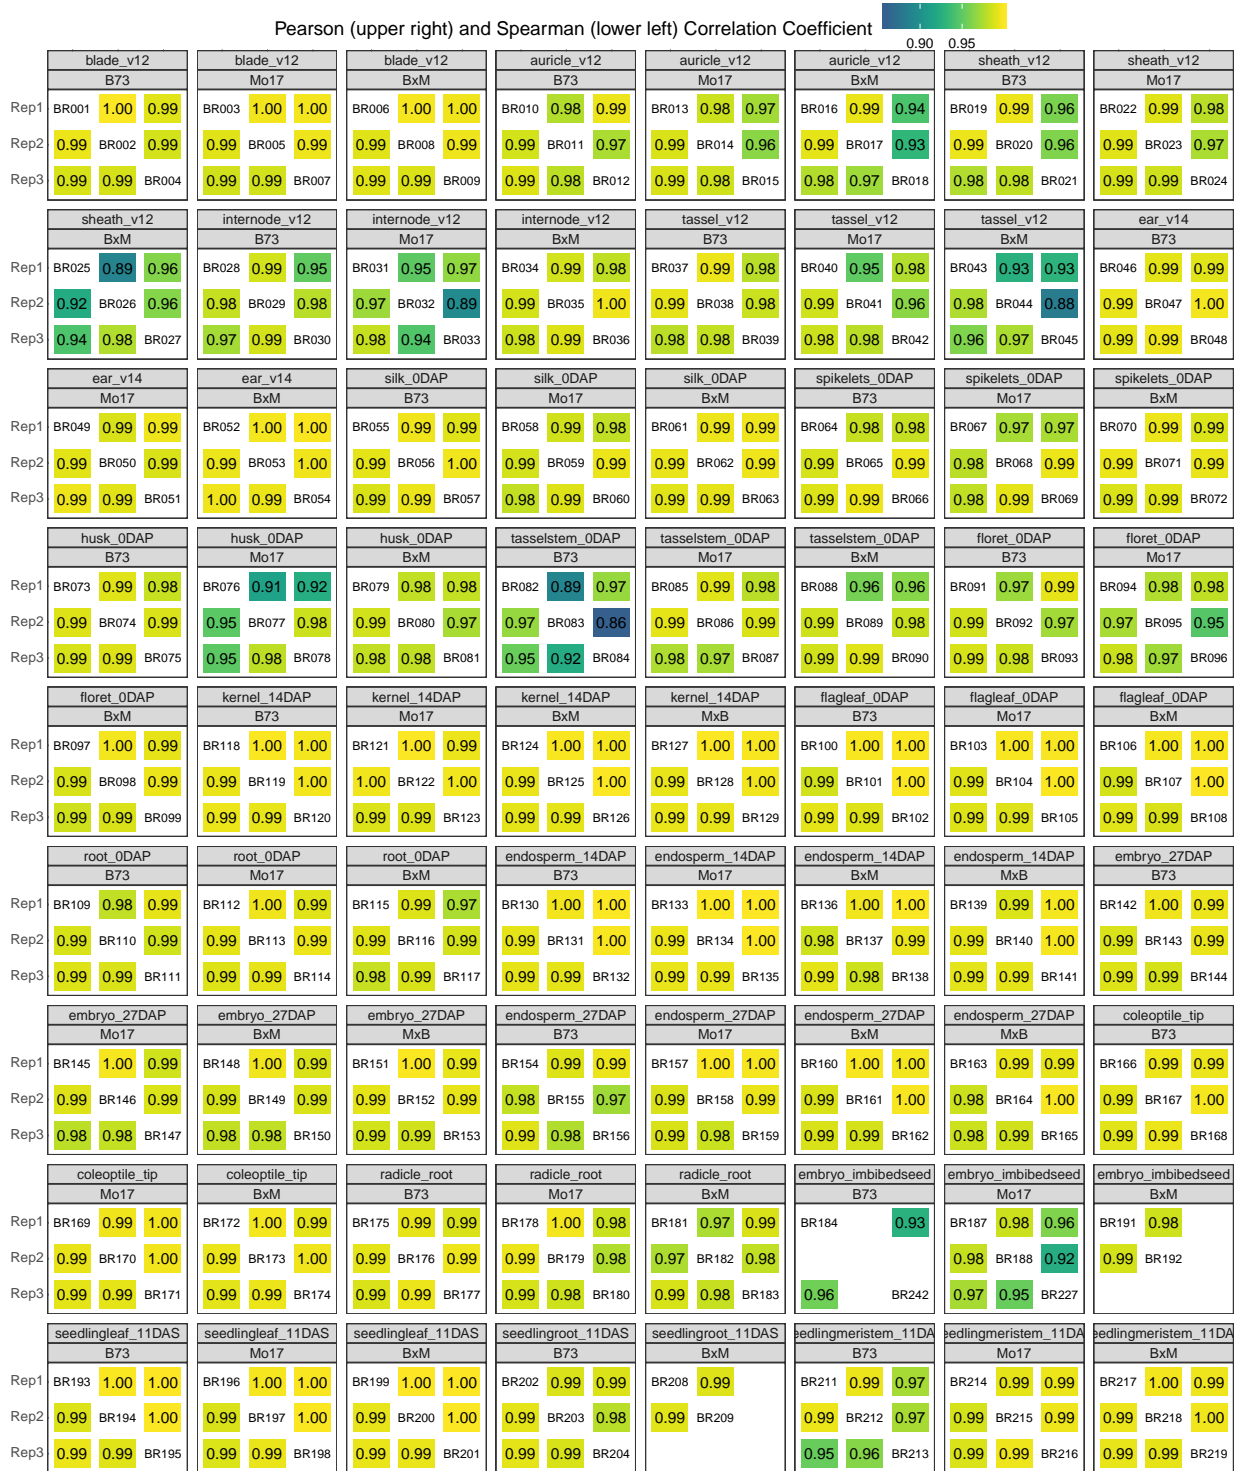 Pearson (upper right) and Spearman (lower left) Correlation Coefficient
0.90 0.95
blade_v12 blade_v12 blade_v12 auricle_v12 auricle_v12 auricle_v12 sheath_v12 sheath_v12
B73 Mo17 BxM B73 Mo17 BxM B73 Mo17
Rep1 BR001 1.00 0.99 BR003 1.00 1.00 BR006 1.00 1.00 BR010 0.98 0.99 BR013 0.98 0.97 BR016 0.99 0.94 BR019 0.99 0.96 BR022 0.99 0.98
Rep2 0.99 BR002 0.99 0.99 BR005 0.99 0.99 BR008 0.99 0.99 BR011 0.97 0.99 BR014 0.96 0.99 BR017 0.93 0.99 BR020 0.96 0.99 BR023 0.97
Rep3 0.99 0.99 BR004 0.99 0.99 BR007 0.99 0.99 BR009 0.99 0.98 BR012 0.99 0.98 BR015 0.98 0.97 BR018 0.98 0.98 BR021 0.99 0.99 BR024
sheath_v12 internode_v12 internode_v12 internode_v12 tassel_v12 tassel_v12 tassel_v12 ear_v14
BxM B73 Mo17 BxM B73 Mo17 BxM B73
Rep1 BR025 0.89 0.96 BR028 0.99 0.95 BR031 0.95 0.97 BR034 0.99 0.98 BR037 0.99 0.98 BR040 0.95 0.98 BR043 0.93 0.93 BR046 0.99 0.99
Rep2 0.92 BR026 0.96 0.98 BR029 0.98 0.97 BR032 0.89 0.99 BR035 1.00 0.99 BR038 0.98 0.99 BR041 0.96 0.98 BR044 0.88 0.99 BR047 1.00
Rep3 0.94 0.98 BR027 0.97 0.99 BR030 0.98 0.94 BR033 0.98 0.99 BR036 0.98 0.98 BR039 0.98 0.98 BR042 0.96 0.97 BR045 0.99 0.99 BR048
ear_v14 ear_v14 silk_0DAP silk_0DAP silk_0DAP spikelets_0DAP spikelets_0DAP spikelets_0DAP
Mo17 BxM B73 Mo17 BxM B73 Mo17 BxM
Rep1 BR049 0.99 0.99 BR052 1.00 1.00 BR055 0.99 0.99 BR058 0.99 0.98 BR061 0.99 0.99 BR064 0.98 0.98 BR067 0.97 0.97 BR070 0.99 0.99
Rep2 0.99 BR050 0.99 0.99 BR053 1.00 0.99 BR056 1.00 0.99 BR059 0.99 0.99 BR062 0.99 0.99 BR065 0.99 0.98 BR068 0.99 0.99 BR071 0.99
Rep3 0.99 0.99 BR051 1.00 0.99 BR054 0.99 0.99 BR057 0.98 0.99 BR060 0.99 0.99 BR063 0.99 0.99 BR066 0.98 0.99 BR069 0.99 0.99 BR072
husk_0DAP husk_0DAP husk_0DAP tasselstem_0DAP tasselstem_0DAP tasselstem_0DAP floret_0DAP floret_0DAP
B73 Mo17 BxM B73 Mo17 BxM B73 Mo17
Rep1 BR073 0.99 0.98 BR076 0.91 0.92 BR079 0.98 0.98 BR082 0.89 0.97 BR085 0.99 0.98 BR088 0.96 0.96 BR091 0.97 0.99 BR094 0.98 0.98
Rep2 0.99 BR074 0.99 0.95 BR077 0.98 0.99 BR080 0.97 0.97 BR083 0.86 0.99 BR086 0.99 0.99 BR089 0.98 0.99 BR092 0.97 0.97 BR095 0.95
Rep3 0.99 0.99 BR075 0.95 0.98 BR078 0.98 0.98 BR081 0.95 0.92 BR084 0.98 0.97 BR087 0.99 0.99 BR090 0.99 0.98 BR093 0.98 0.97 BR096
floret_0DAP kernel_14DAP kernel_14DAP kernel_14DAP kernel_14DAP flagleaf_0DAP flagleaf_0DAP flagleaf_0DAP
BxM B73 Mo17 BxM MxB B73 Mo17 BxM
Rep1 BR097 1.00 0.99 BR118 1.00 1.00 BR121 1.00 0.99 BR124 1.00 1.00 BR127 1.00 1.00 BR100 1.00 1.00 BR103 1.00 1.00 BR106 1.00 1.00
Rep2 0.99 BR098 0.99 0.99 BR119 1.00 1.00 BR122 1.00 0.99 BR125 1.00 0.99 BR128 1.00 0.99 BR101 1.00 0.99 BR104 1.00 0.99 BR107 1.00
Rep3 0.99 0.99 BR099 0.99 0.99 BR120 0.99 0.99 BR123 0.99 0.99 BR126 0.99 0.99 BR129 0.99 0.99 BR102 0.99 0.99 BR105 0.99 0.99 BR108
root_0DAP root_0DAP root_0DAP endosperm_14DAP endosperm_14DAP endosperm_14DAP endosperm_14DAP embryo_27DAP
B73 Mo17 BxM B73 Mo17 BxM MxB B73
Rep1 BR109 0.98 0.99 BR112 1.00 0.99 BR115 0.99 0.97 BR130 1.00 1.00 BR133 1.00 1.00 BR136 1.00 1.00 BR139 0.99 1.00 BR142 1.00 0.99
Rep2 0.99 BR110 0.99 0.99 BR113 0.99 0.99 BR116 0.99 0.99 BR131 1.00 0.99 BR134 1.00 0.98 BR137 0.99 0.99 BR140 1.00 0.99 BR143 0.99
Rep3 0.99 0.99 BR111 0.99 0.99 BR114 0.98 0.99 BR117 0.99 0.99 BR132 0.99 0.99 BR135 0.99 0.98 BR138 0.99 0.99 BR141 0.99 0.99 BR144
embryo_27DAP embryo_27DAP embryo_27DAP endosperm_27DAP endosperm_27DAP endosperm_27DAP endosperm_27DAP coleoptile_tip
Mo17 BxM MxB B73 Mo17 BxM MxB B73
Rep1 BR145 1.00 0.99 BR148 1.00 0.99 BR151 1.00 0.99 BR154 0.99 0.99 BR157 1.00 1.00 BR160 1.00 1.00 BR163 0.99 0.99 BR166 0.99 0.99
Rep2 0.99 BR146 0.99 0.99 BR149 0.99 0.99 BR152 0.99 0.98 BR155 0.97 0.99 BR158 0.99 0.99 BR161 1.00 0.98 BR164 1.00 0.99 BR167 1.00
Rep3 0.98 0.98 BR147 0.98 0.98 BR150 0.99 0.99 BR153 0.99 0.98 BR156 0.99 0.98 BR159 0.99 0.99 BR162 0.98 0.99 BR165 0.99 0.99 BR168
coleoptile_tip coleoptile_tip radicle_root radicle_root radicle_root embryo_imbibedseed embryo_imbibedseed embryo_imbibedseed
Mo17 BxM B73 Mo17 BxM B73 Mo17 BxM
Rep1 BR169 0.99 1.00 BR172 1.00 0.99 BR175 0.99 0.99 BR178 1.00 0.98 BR181 0.97 0.99 BR184 0.93 BR187 0.98 0.96 BR191 0.98
Rep2 0.99 BR170 1.00 0.99 BR173 1.00 0.99 BR176 0.99 0.99 BR179 0.98 0.97 BR182 0.98 0.98 BR188 0.92 0.99 BR192
Rep3 0.99 0.99 BR171 0.99 0.99 BR174 0.99 0.99 BR177 0.99 0.98 BR180 0.99 0.98 BR183 0.96 BR242 0.97 0.95 BR227
seedlingleaf_11DAS seedlingleaf_11DAS seedlingleaf_11DAS seedlingroot_11DAS seedlingroot_11DAS eedlingmeristem_11DA eedlingmeristem_11DA eedlingmeristem_11DA
B73 Mo17 BxM B73 BxM B73 Mo17 BxM
Rep1 BR193 1.00 1.00 BR196 1.00 1.00 BR199 1.00 1.00 BR202 0.99 0.99 BR208 0.99 BR211 0.99 0.97 BR214 0.99 0.99 BR217 1.00 0.99
Rep2 0.99 BR194 1.00 0.99 BR197 1.00 0.99 BR200 1.00 0.99 BR203 0.98 0.99 BR209 0.99 BR212 0.97 0.99 BR215 0.99 0.99 BR218 1.00
Rep3 0.99 0.99 BR195 0.99 0.99 BR198 0.99 0.99 BR201 0.99 0.99 BR204 0.95 0.96 BR213 0.99 0.99 BR216 0.99 0.99 BR219